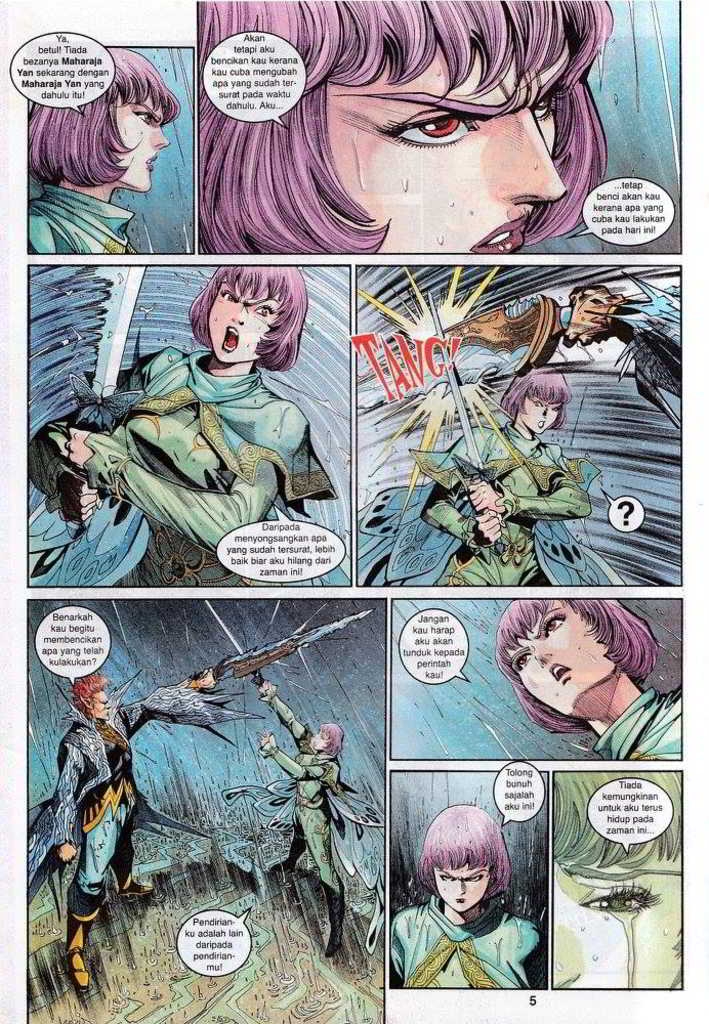 Ya,
betul! Tiada
bezanya Maharaja
Yan sekarang dengan
Maharaja Yan yang
dahulu itu!
Akan
tetapi aku
bencikan kau kerana
kau cuba mengubah
apa yang sudah ter-
surat pada waktu
dahulu. Aku...
...tetap
benci akan kau
kerana apa yang
cuba kau lakukan
pada hari ini!
Daripada
menyongsangkan apa
yang sudah tersurat, lebih
baik biar aku hilang dari
zaman ini!
TANG!
?
Benarkah
kau begitu
membencikan
apa yang telah
kulakukan?
Pendirian-
ku adalah lain
daripada
pendirian-
mu!
Jangan
kau harap
aku akan
tunduk kepada
perintah
kau!
Tolong
bunuh
sajalah
aku ini!
Tiada
kemungkinan
untuk aku terus
hidup pada
zaman ini...
5